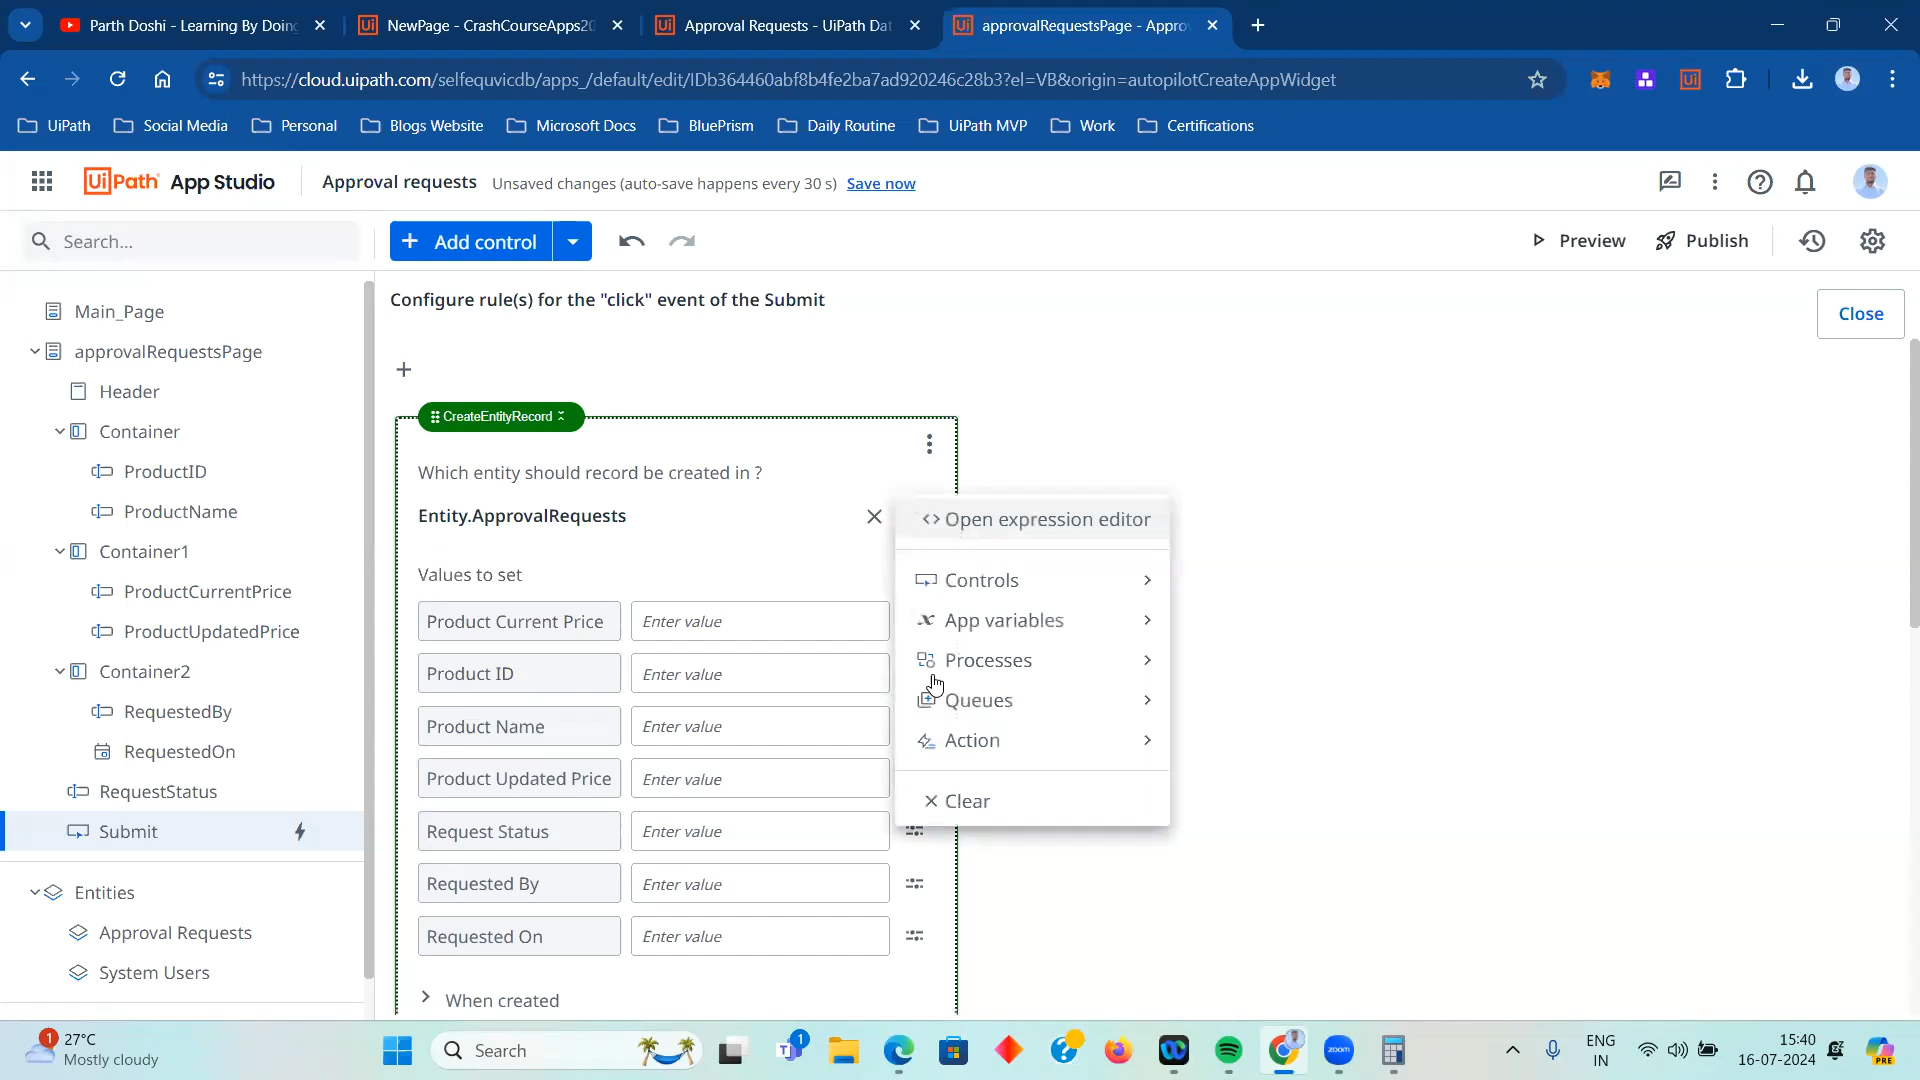 Parth Doshi - Learning By Doing
NewPage - CrashCourseApps20
Approval Requests - UiPath Dat
approvalRequestsPage - Appro
https://cloud.uipath.com/selfequvicdb/apps_/default/edit/IDb364460abf8b4fe2ba7ad920246c28b3?el=VB&origin=autopilotCreateAppWidget
UiPath
Social Media
Personal
Blogs Website
Microsoft Docs
BluePrism
Daily Routine
UiPath MVP
Work
Certifications
UiPath App Studio
Approval requests
Unsaved changes (auto-save happens every 30 s) Save now
Search...
Add control
Preview
Publish
Main_Page
approvalRequestsPage
Header
Container
ProductID
ProductName
Container1
ProductCurrentPrice
ProductUpdatedPrice
Container2
RequestedBy
RequestedOn
RequestStatus
Submit
Entities
Approval Requests
System Users
Configure rule(s) for the "click" event of the Submit
Close
CreateEntityRecord
Which entity should record be created in ?
Entity.ApprovalRequests
Values to set
Product Current Price Enter value
Product ID Enter value
Product Name Enter value
Product Updated Price Enter value
Request Status Enter value
Requested By Enter value
Requested On Enter value
When created
Open expression editor
Controls
App variables
Processes
Queues
Action
Clear
1
27°C
Mostly cloudy
Search
1
zoom
PRE
ENG
IN
15:40
16-07-2024